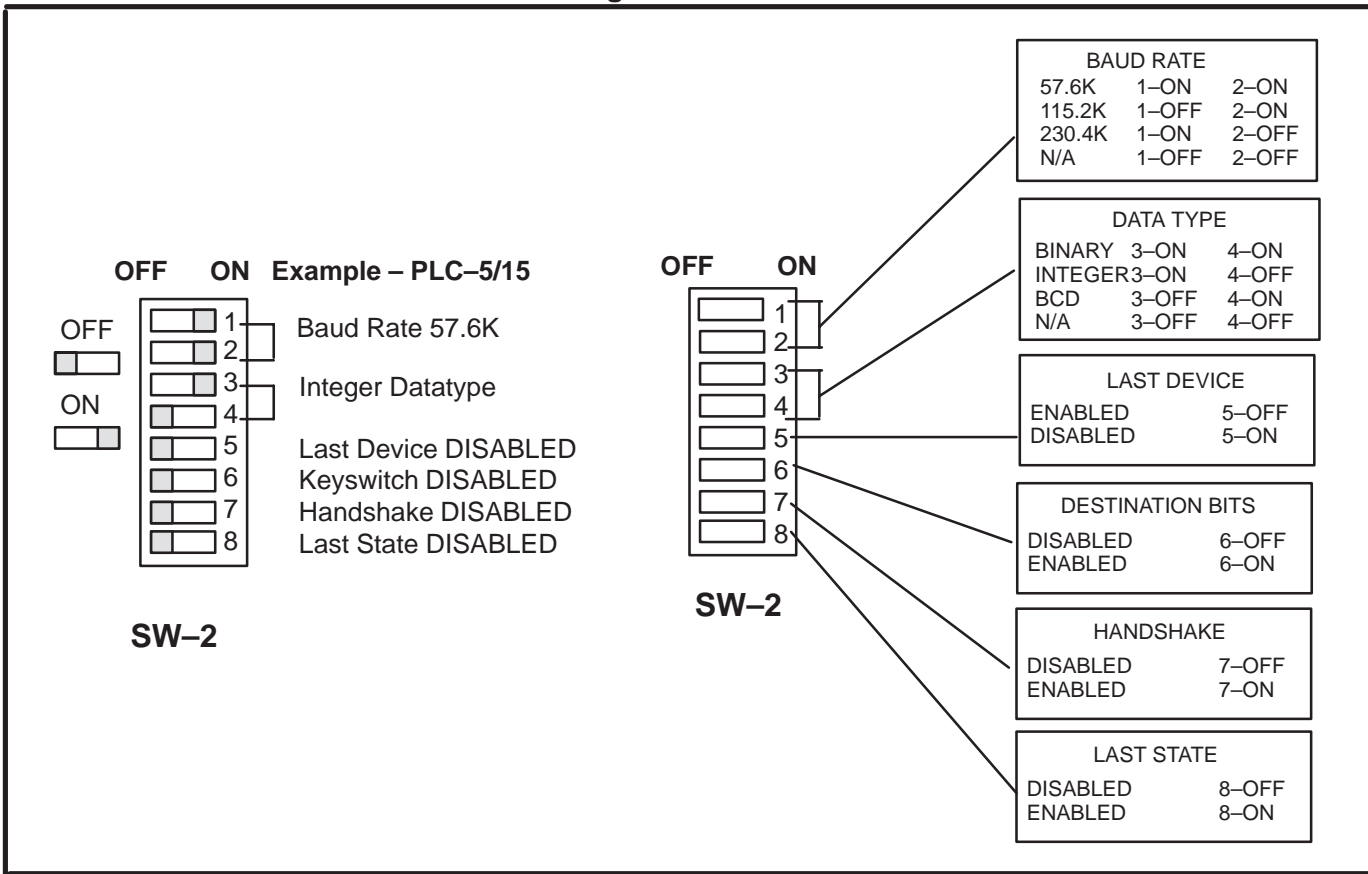 OFF ON Example – PLC–5/15
OFF
ON
1
2
3
4
5
6
7
8
Baud Rate 57.6K
Integer Datatype
Last Device DISABLED
Keyswitch DISABLED
Handshake DISABLED
Last State DISABLED
SW–2
OFF ON
1
2
3
4
5
6
7
8
SW–2
BAUD RATE
57.6K 1–ON 2–ON
115.2K 1–OFF 2–ON
230.4K 1–ON 2–OFF
N/A 1–OFF 2–OFF
DATA TYPE
BINARY 3–ON 4–ON
INTEGER3–ON 4–OFF
BCD 3–OFF 4–ON
N/A 3–OFF 4–OFF
LAST DEVICE
ENABLED 5–OFF
DISABLED 5–ON
DESTINATION BITS
DISABLED 6–OFF
ENABLED 6–ON
HANDSHAKE
DISABLED 7–OFF
ENABLED 7–ON
LAST STATE
DISABLED 8–OFF
ENABLED 8–ON